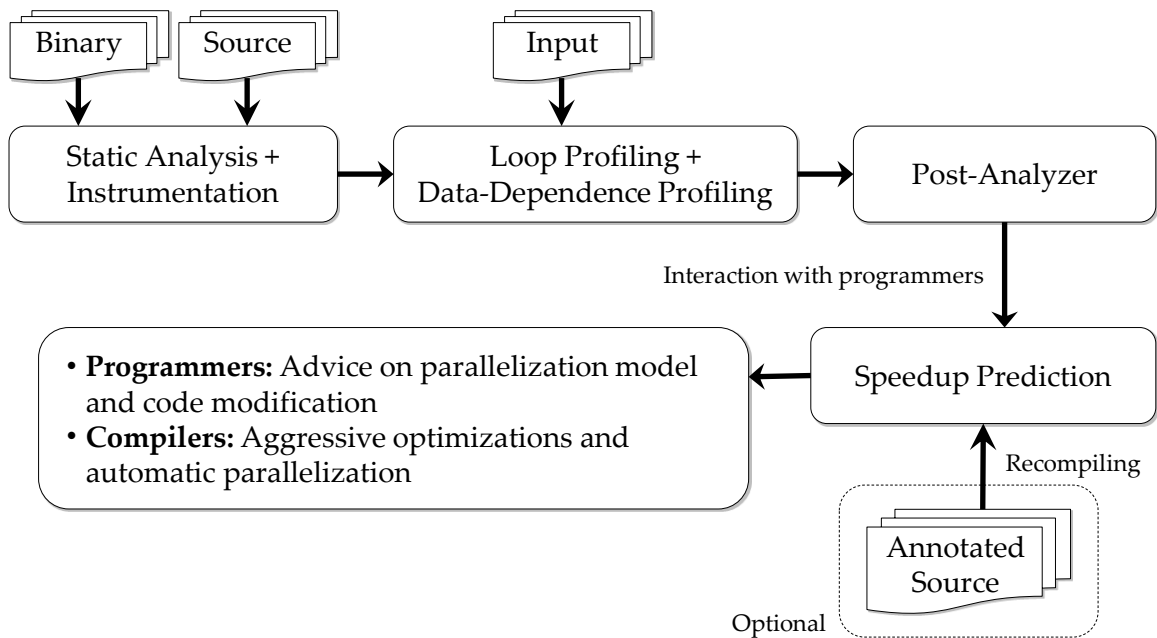 Binary
Source
Input
Static Analysis +
Instrumentation
Loop Profiling +
Data-Dependence Profiling
Post-Analyzer
Interaction with programmers
• Programmers: Advice on parallelization model
and code modification
• Compilers: Aggressive optimizations and
automatic parallelization
Speedup Prediction
Recompiling
Annotated
Source
Optional